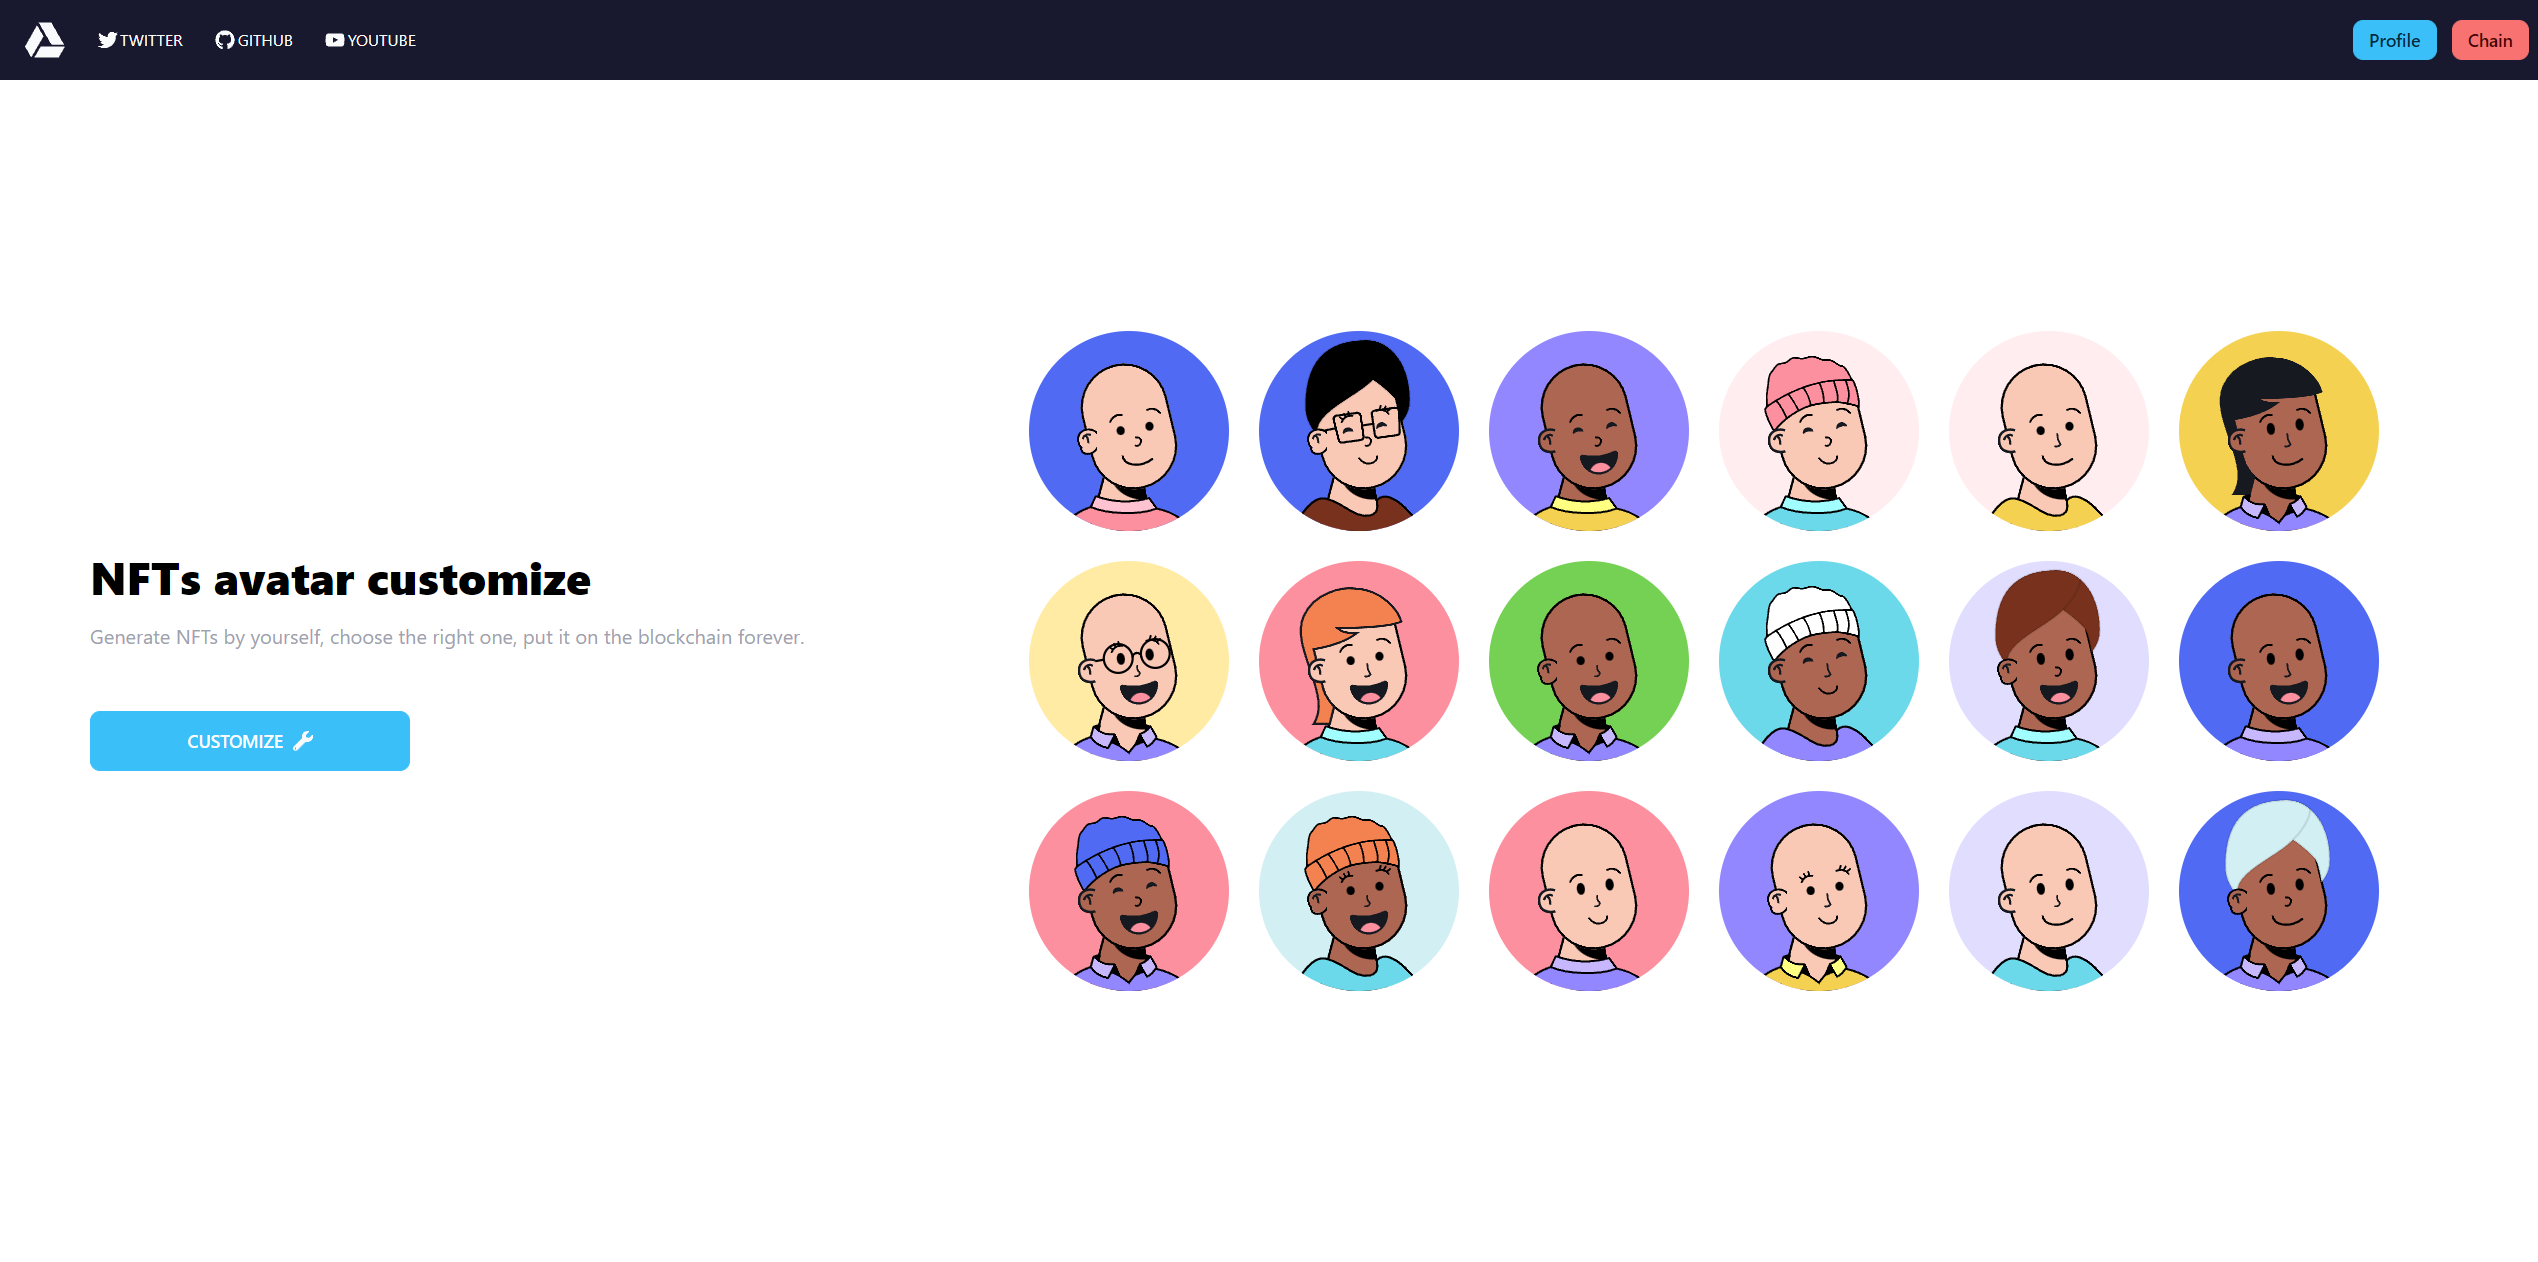 TWITTER GITHUB YOUTUBE Profile Chain
NFTs avatar customize
Generate NFTs by yourself, choose the right one, put it on the blockchain forever.
CUSTOMIZE